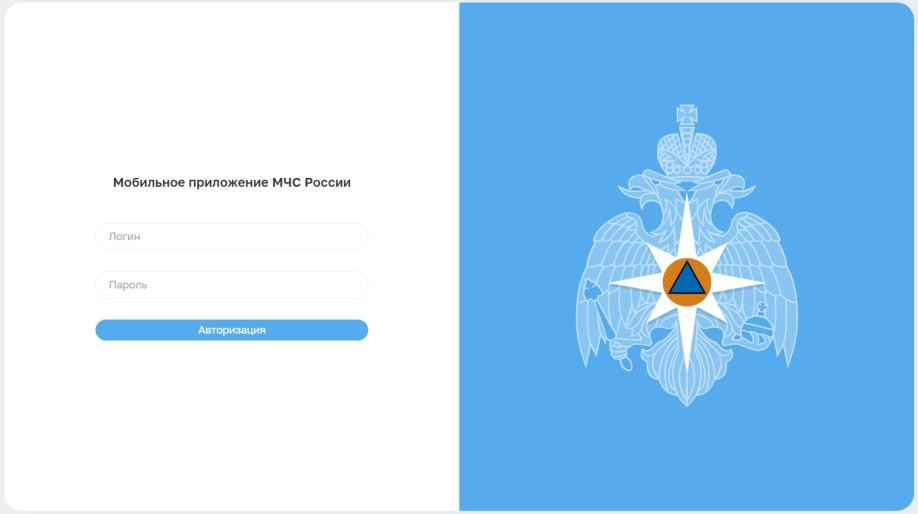 Мобильное приложение МЧС России
Логин
Пароль
Авторизация